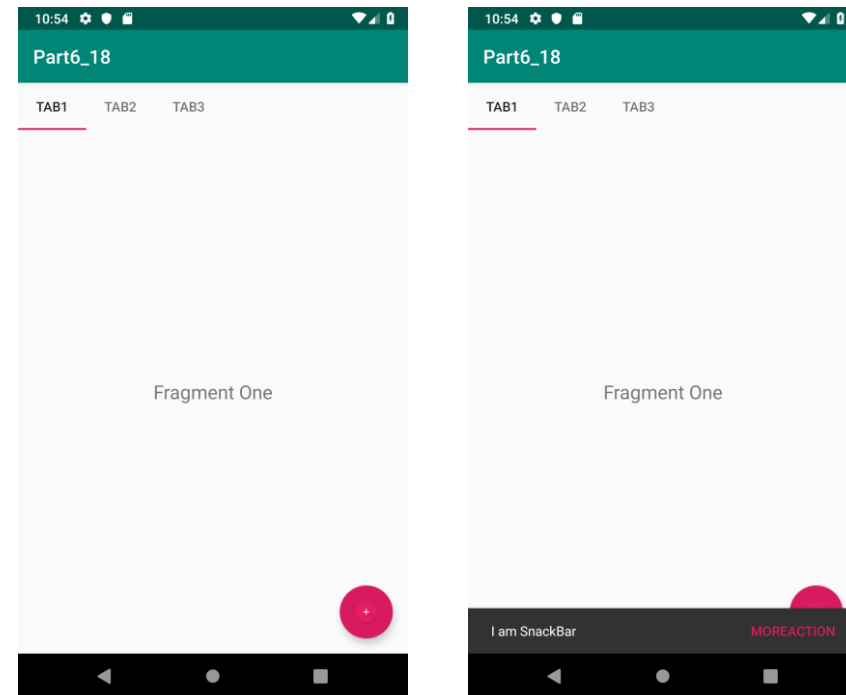 10:54
Part6_18
TAB1 TAB2 TAB3
Fragment One
+
10:54
Part6_18
TAB1 TAB2 TAB3
Fragment One
I am SnackBar MOREACTION